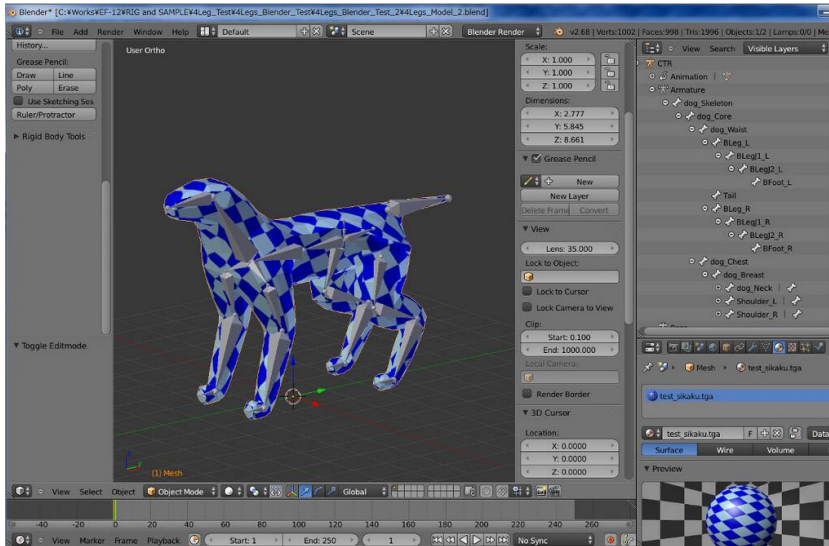 Blender* [C:¥Works¥EF-12¥RIG and SAMPLE¥4Leg_Test¥4Legs_Blender_Test¥4Legs_Blender_Test_2¥4Legs_Model_2.blend]
File Add Render Window Help Default Scene Blender Render v2.68 | Verts:1002 | Faces:998 | Tris:1996 | Objects:1/2 | Lamps:0/0 | Me
History...
Grease Pencil:
Draw Line
Poly Erase
Use Sketching Ses
Ruler/Protractor
Rigid Body Tools
Toggle Editmode
User Ortho
(1) Mesh
Scale:
X: 1.000
Y: 1.000
Z: 1.000
Dimensions:
X: 2.777
Y: 5.845
Z: 8.661
Grease Pencil
New
New Layer
Delete Frame Convert
View
Lens: 35.000
Lock to Object:
Lock to Cursor
Lock Camera to View
Clip:
Start: 0.100
End: 1000.000
Local Camera:
Render Border
3D Cursor
Location:
X: 0.0000
Y: 0.0000
Z: 0.0000
View Search Visible Layers
CTR
Animation
Armature
dog_Skeleton
dog_Core
dog_Waist
BLeg_L
BLegJ1_L
BLegJ2_L
BFoot_L
Tail
BLeg_R
BLegJ1_R
BLegJ2_R
BFoot_R
dog_Chest
dog_Breast
dog_Neck
Shoulder_L
Shoulder_R
Mesh test_sikaku.tga
test_sikaku.tga
test_sikaku.tga F Data
Surface Wire Volume
Preview
View Select Object Object Mode Global
-40 -20 0 20 40 60 80 100 120 140 160 180 200 220 240 260
View Marker Frame Playback Start: 1 End: 250 1 No Sync